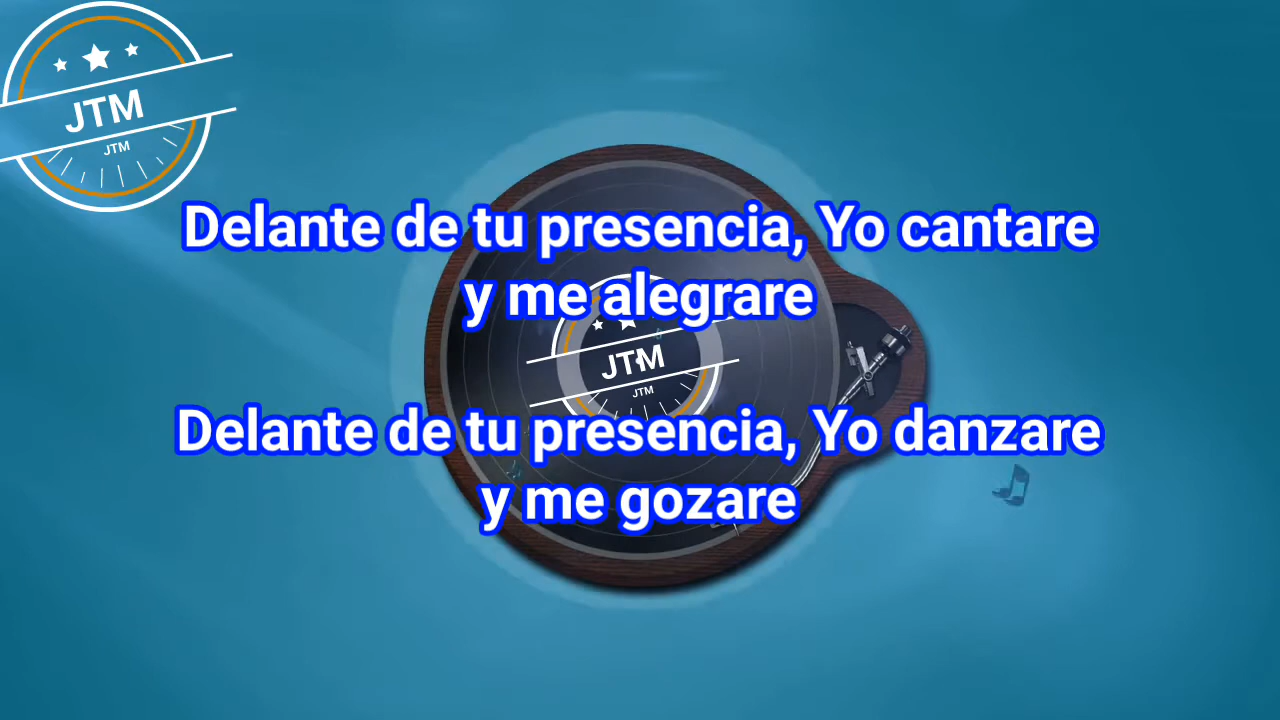 JTM
JTM
Delante de tu presencia, Yo cantare
y me alegrare
JTM
JTM
Delante de tu presencia, Yo danzare
y me gozare